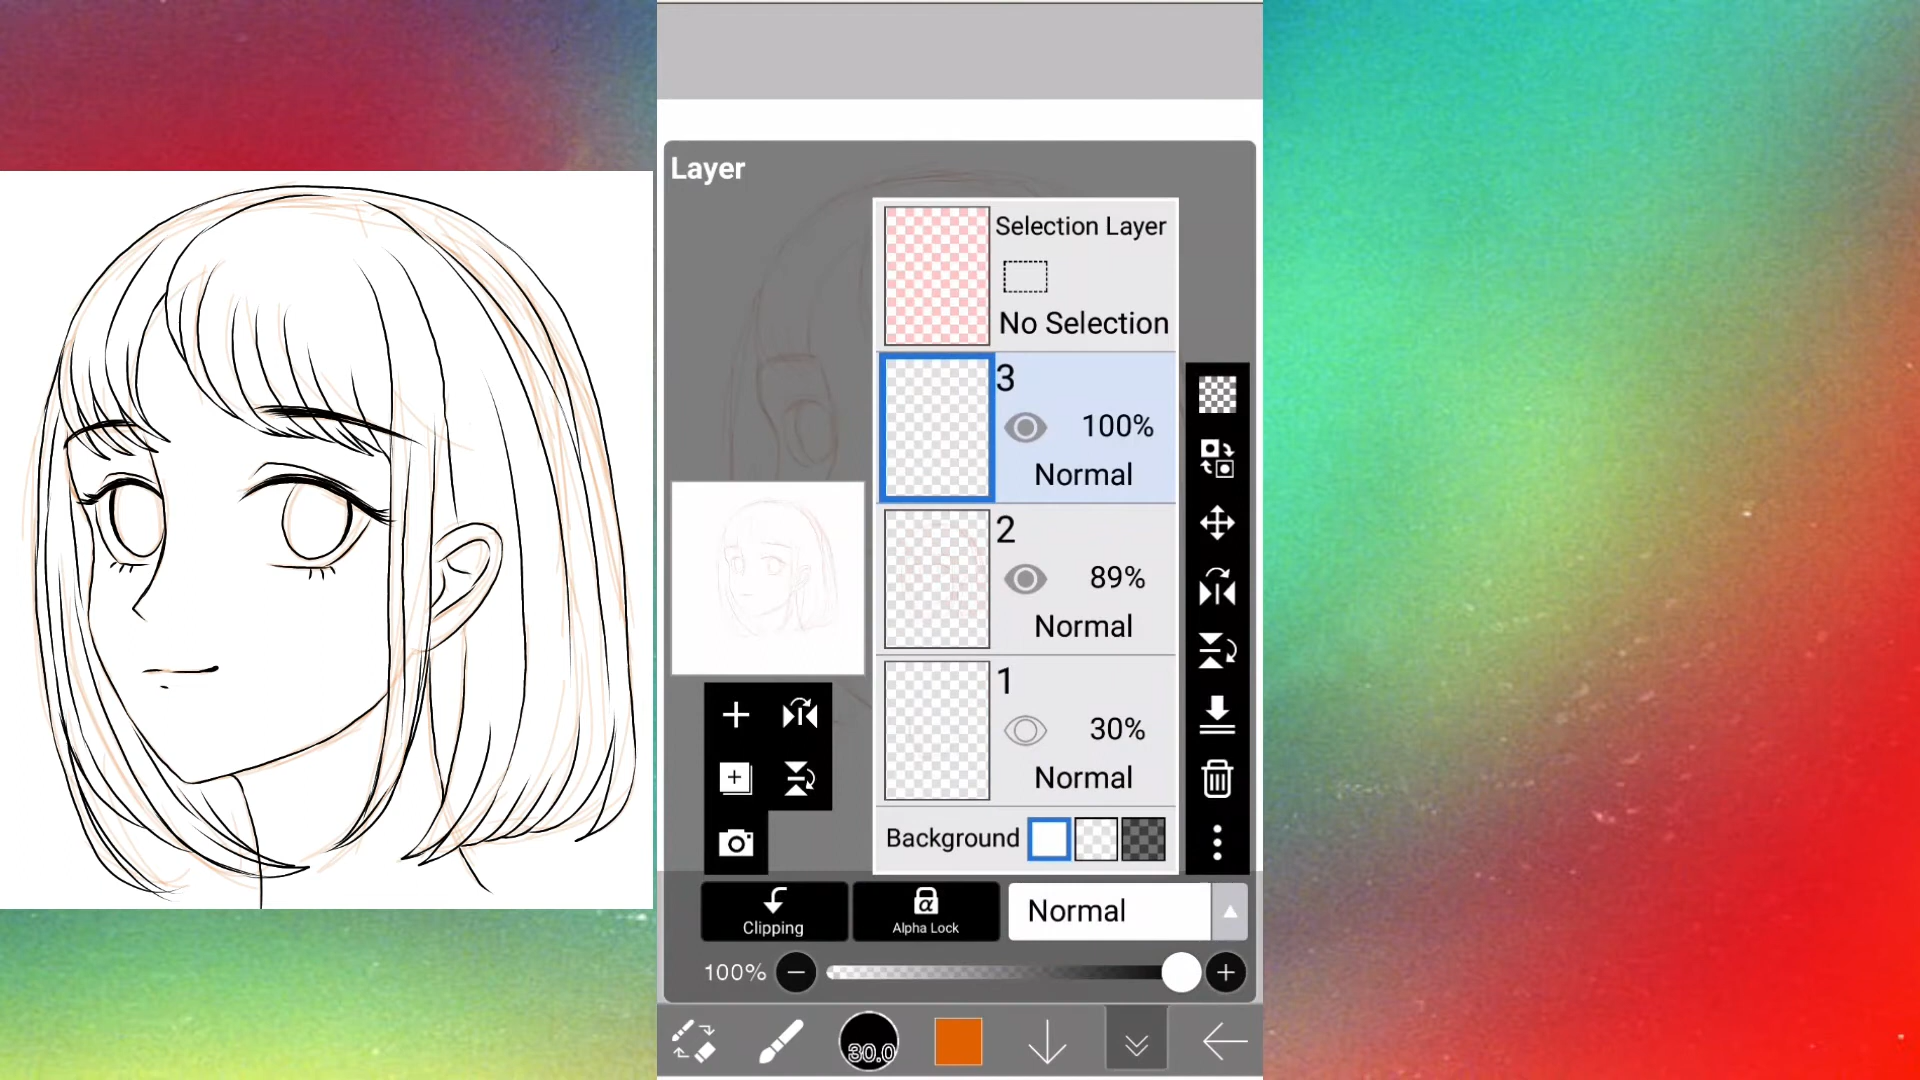 Layer
Selection Layer
No Selection
3
100%
Normal
2
89%
Normal
1
30%
Normal
Background
Clipping
α
Alpha Lock
Normal
100%
30.0